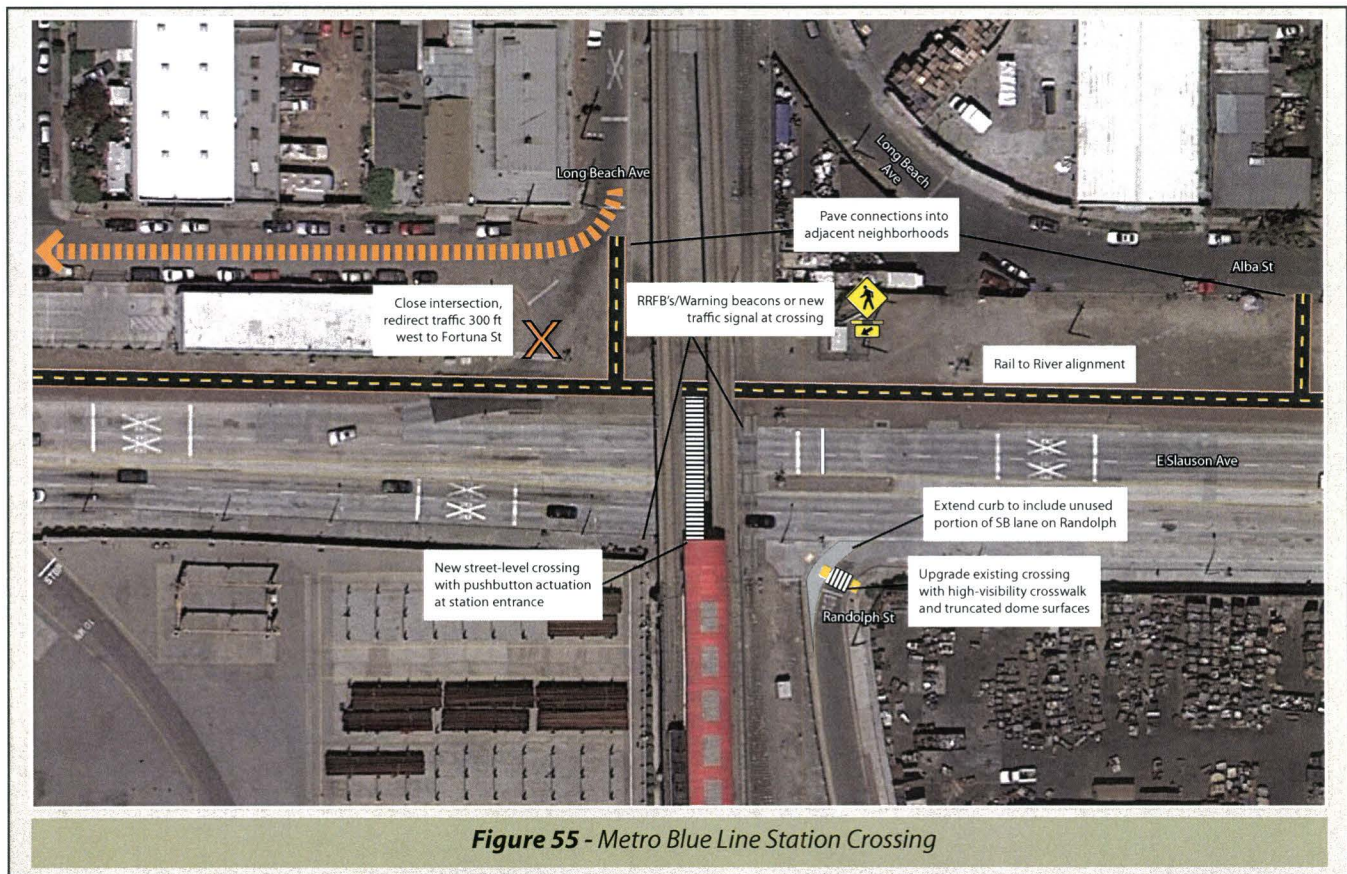 Long Beach Ave
Long Beach
Ave
Pave connections into
adjacent neighborhoods
Alba St
Close intersection,
redirect traffic 300 ft
west to Fortuna St
X
RRFB's/Warning beacons or new
traffic signal at crossing
Rail to River alignment
E Slauson Ave
Extend curb to include unused
portion of SB lane on Randolph
New street-level crossing
with pushbutton actuation
at station entrance
Upgrade existing crossing
with high-visibility crosswalk
and truncated dome surfaces
Randolph St
STOP
Figure 55 - Metro Blue Line Station Crossing